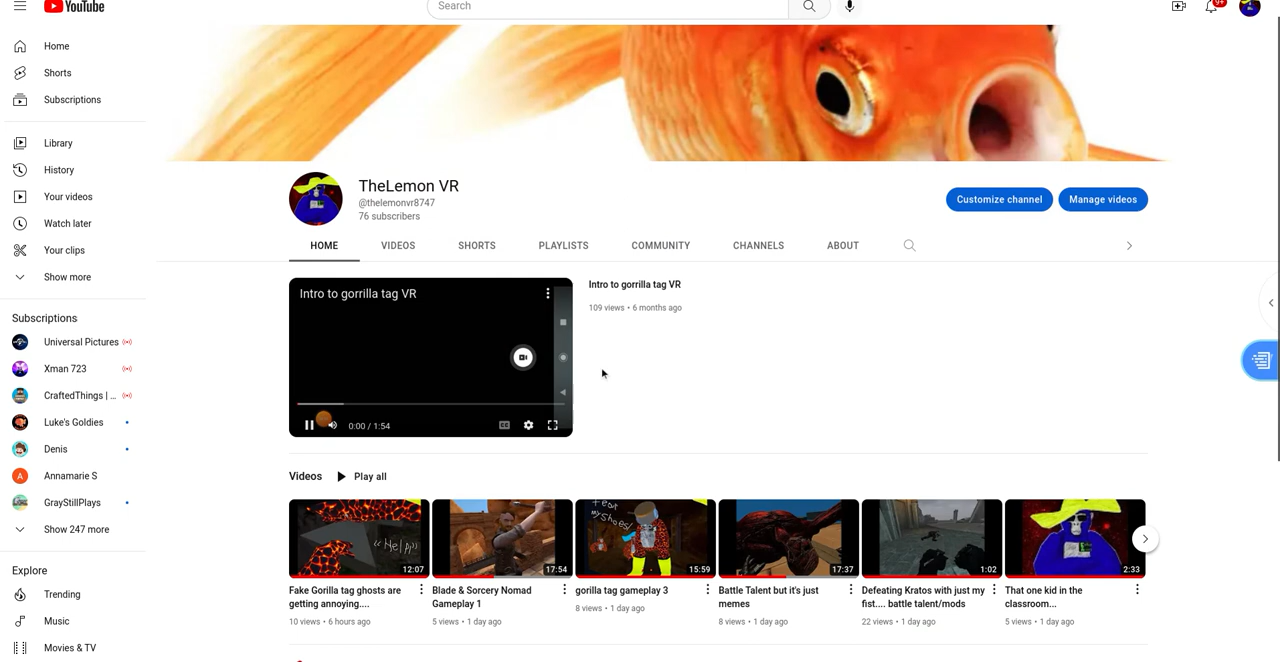 YouTube
Search
9+
Home
Shorts
Subscriptions
Library
History
Your videos
Watch later
Your clips
Show more
Subscriptions
Universal Pictures
Xman 723
CraftedThings | ...
Luke's Goldies
Denis
A Annamarie S
GrayStillPlays
Show 247 more
Explore
Trending
Music
Movies & TV
TheLemon VR
@thelemonvr8747
76 subscribers
Customize channel
Manage videos
HOME VIDEOS SHORTS PLAYLISTS COMMUNITY CHANNELS ABOUT
Intro to gorrilla tag VR
0:00 / 1:54
CC
Intro to gorrilla tag VR
109 views • 6 months ago
Videos Play all
«Help»
12:07
Fake Gorilla tag ghosts are
getting annoying....
10 views • 6 hours ago
17:54
Blade & Sorcery Nomad
Gameplay 1
5 views • 1 day ago
my shoes!
15:59
gorilla tag gameplay 3
8 views • 1 day ago
17:37
Battle Talent but it's just
memes
8 views • 1 day ago
1:02
Defeating Kratos with just my
fist.... battle talent/mods
22 views • 1 day ago
2:33
That one kid in the
classroom...
5 views • 1 day ago